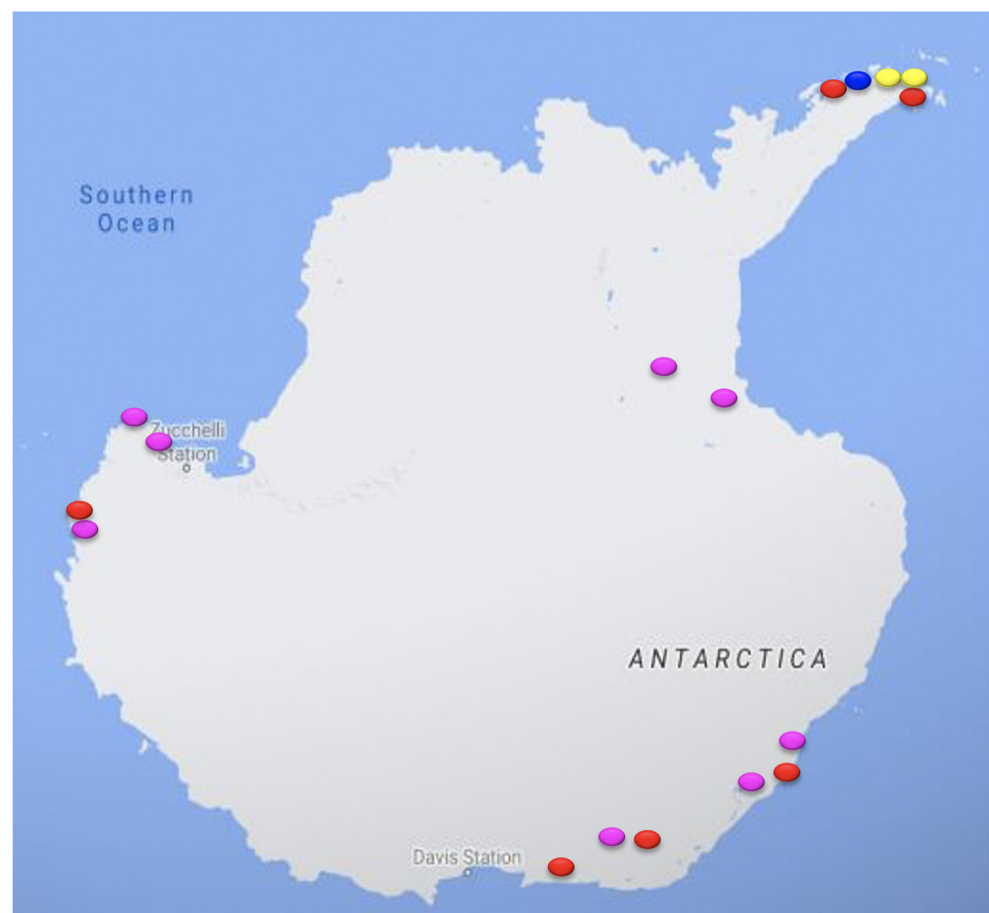 Southern
Ocean
Zucchelli
Station
ANTARCTICA
Davis Station